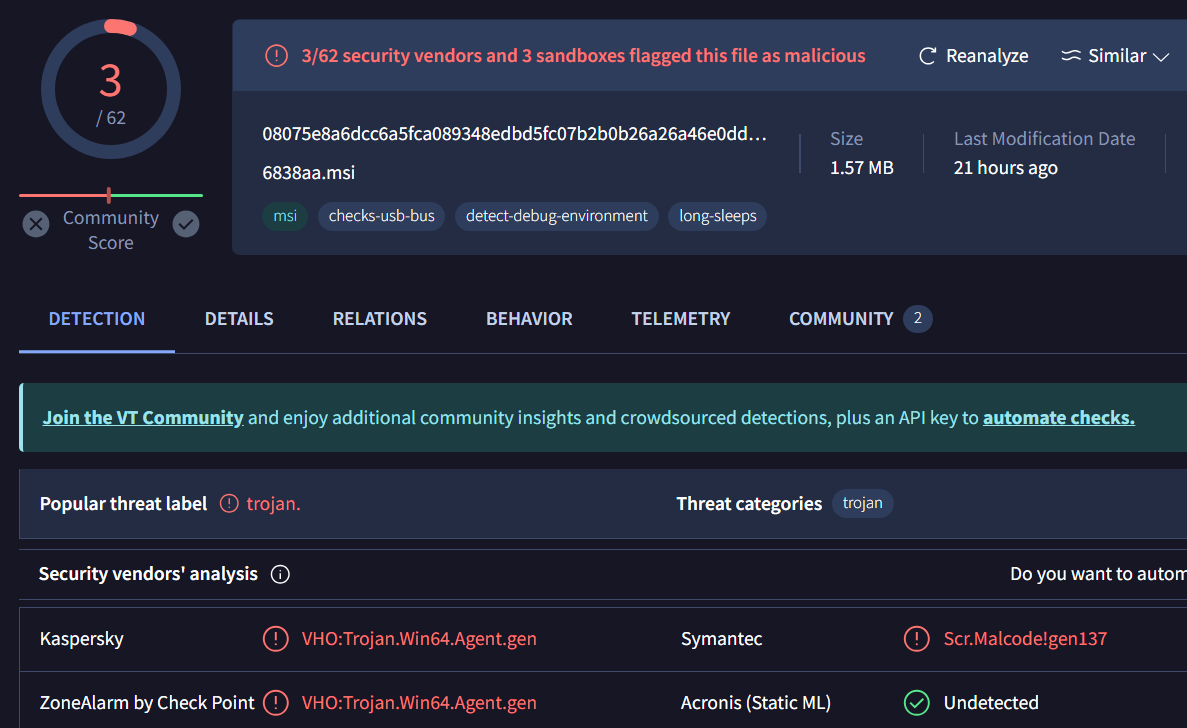 3
/ 62
Community
Score
3/62 security vendors and 3 sandboxes flagged this file as malicious
Reanalyze
Similar
08075e8a6dcc6a5fca089348edbd5fc07b2b0b26a26a46e0dd…
6838aa.msi
Size
1.57 MB
Last Modification Date
21 hours ago
msi
checks-usb-bus
detect-debug-environment
long-sleeps
DETECTION
DETAILS
RELATIONS
BEHAVIOR
TELEMETRY
COMMUNITY 2
Join the VT Community and enjoy additional community insights and crowdsourced detections, plus an API key to automate checks.
Popular threat label trojan.
Threat categories trojan
Security vendors' analysis
Do you want to autom
Kaspersky VHO:Trojan.Win64.Agent.gen
Symantec Scr.Malcode!gen137
ZoneAlarm by Check Point VHO:Trojan.Win64.Agent.gen
Acronis (Static ML) Undetected